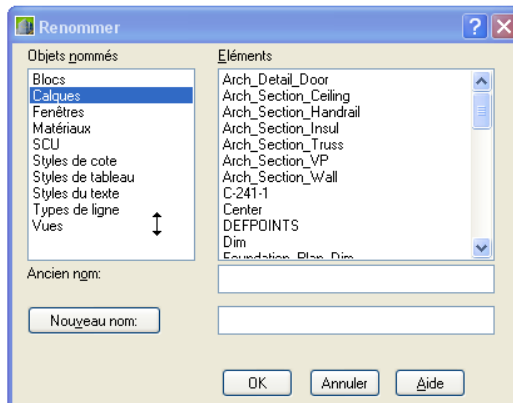 Renommer
Objets nommés
Eléments
Blocs
Calques
Fenêtres
Matériaux
SCU
Styles de cote
Styles de tableau
Styles du texte
Types de ligne
Vues
Arch_Detail_Door
Arch_Section_Ceiling
Arch_Section_Handrail
Arch_Section_Insul
Arch_Section_Truss
Arch_Section_VP
Arch_Section_Wall
C-241-1
Center
DEFPOINTS
Dim
Foundation_Plan_Dim
Ancien nom:
Nouveau nom:
OK
Annuler
Aide